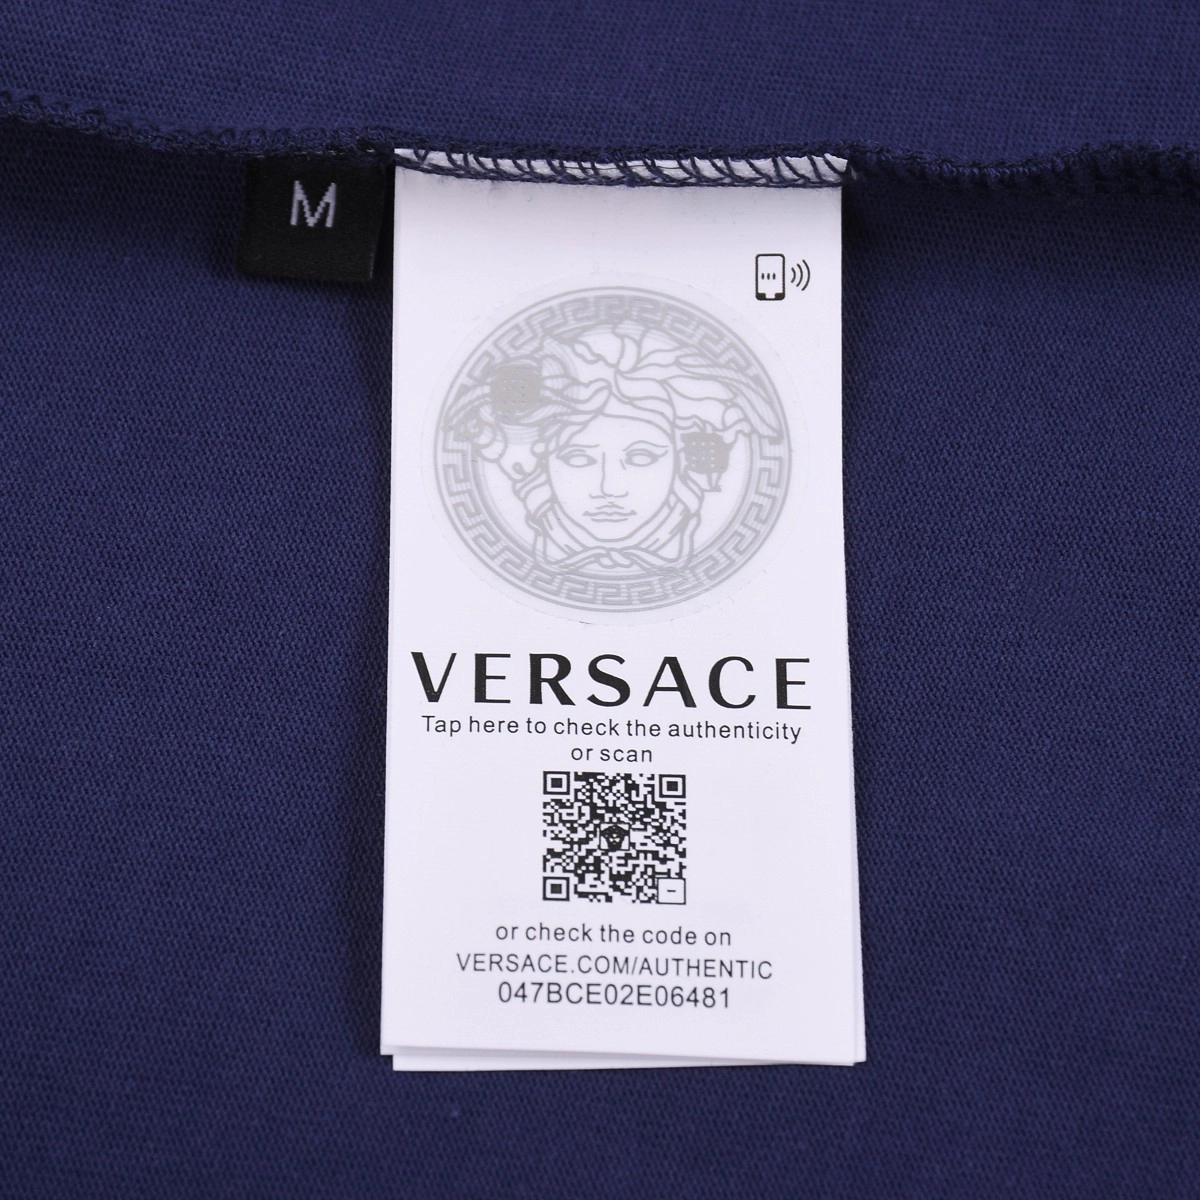 M
VERSACE
Tap here to check the authenticity
or scan
or check the code on
VERSACE.COM/AUTHENTIC
047BCE02E06481